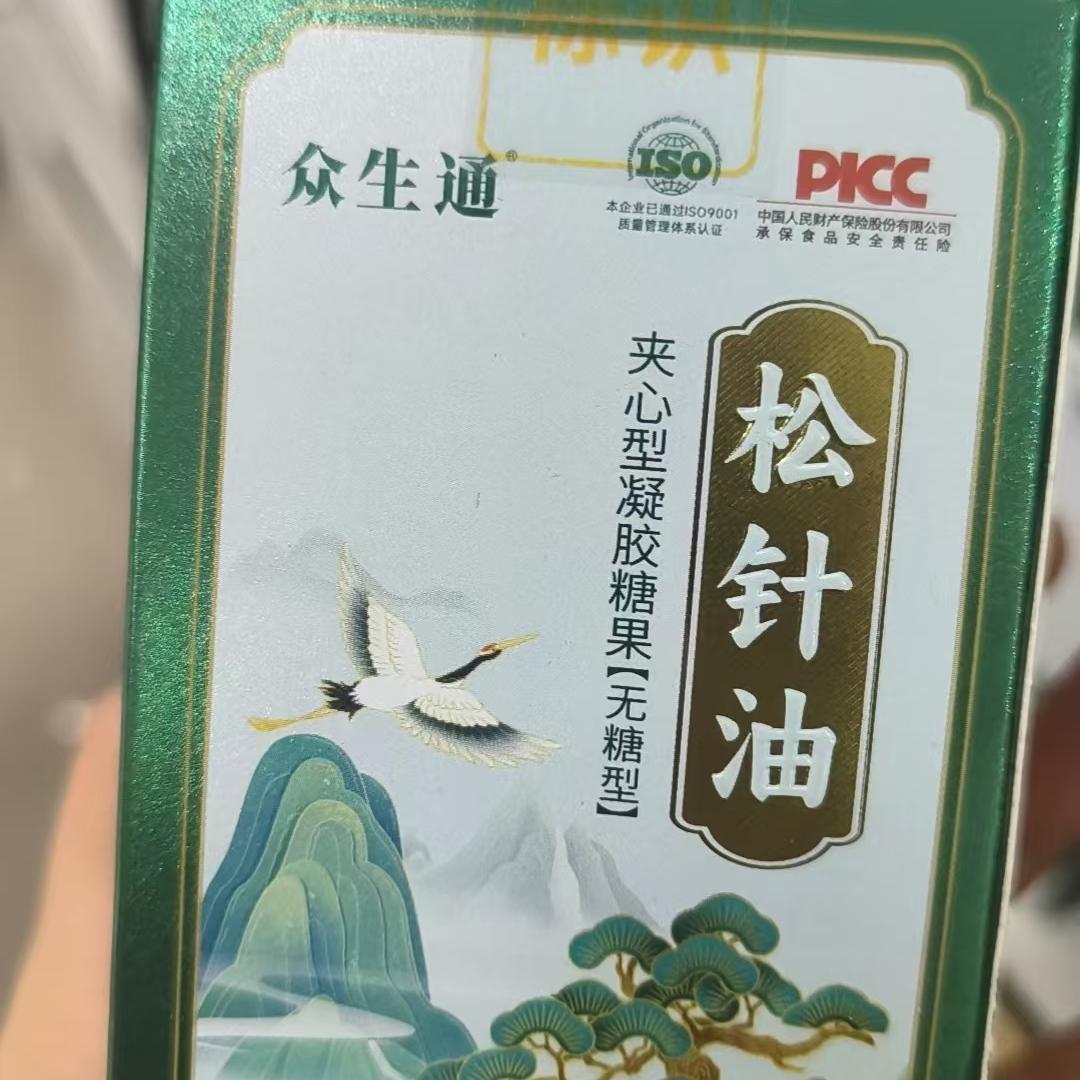 标识
众生通®
ISO
本企业已通过ISO9001
质量管理体系认证
PICC
中国人民财产保险股份有限公司
承保食品安全责任险
松针油
夹心型凝胶糖果【无糖型】